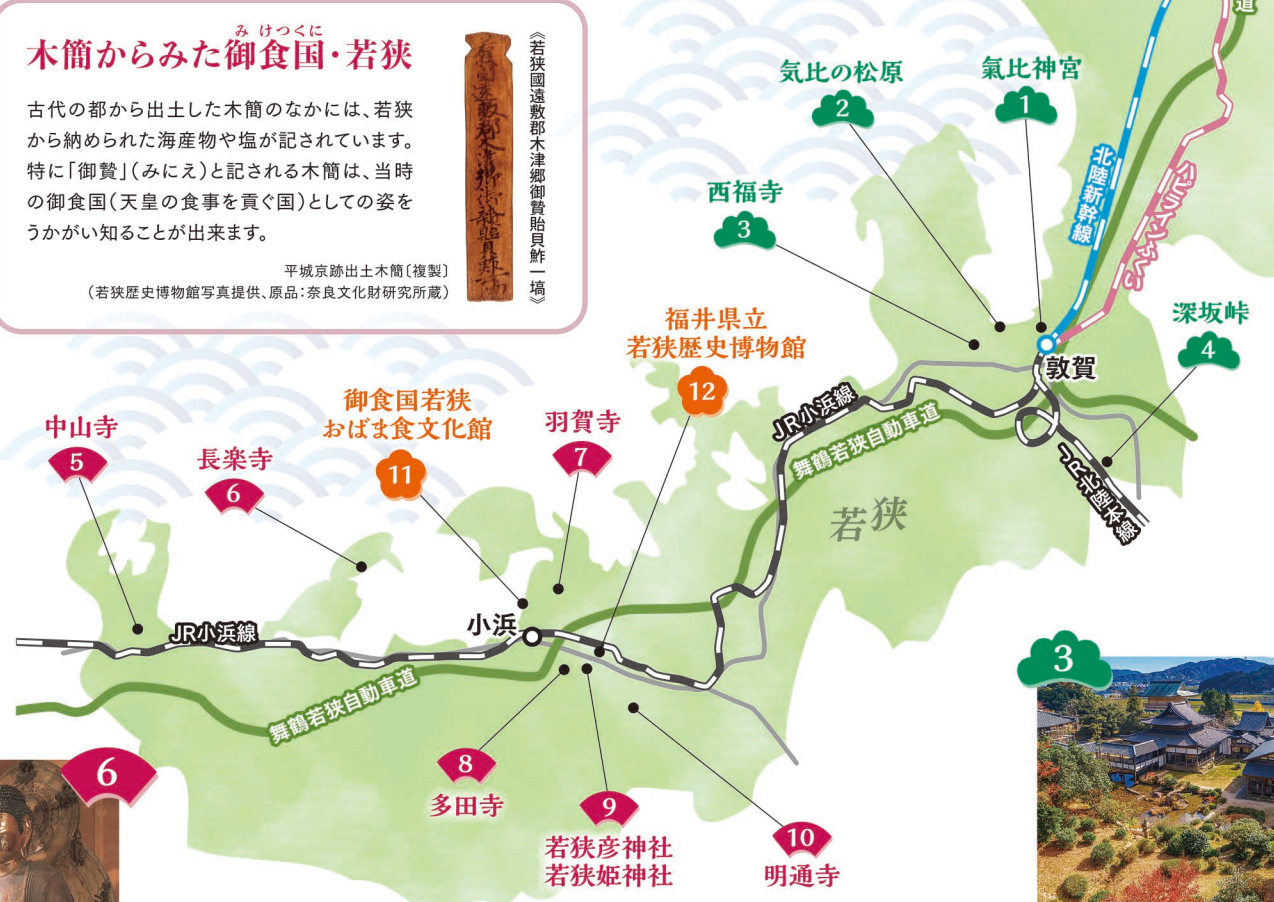 木簡からみた御食国・若狭
み けつくに
古代の都から出土した木簡のなかには、若狭
から納められた海産物や塩が記されています。
特に「御贄」(みにえ)と記される木簡は、当時
の御食国(天皇の食事を貢ぐ国)としての姿を
うかがい知ることが出来ます。
平城京跡出土木簡〔複製〕
(若狭歴史博物館写真提供、原品:奈良文化財研究所蔵)
《若狭國遠敷郡木津郷御贄貽貝鮓一塥》
道
氣比神宮
1
気比の松原
2
西福寺
3
深坂峠
4
北陸新幹線
ハピラインふくい
敦賀
福井県立
若狭歴史博物館
12
御食国若狭
おばま食文化館
11
羽賀寺
7
中山寺
5
長楽寺
6
JR小浜線
舞鶴若狭自動車道
JR北陸本線
若狭
小浜
JR小浜線
舞鶴若狭自動車道
8
多田寺
9
若狭彦神社
若狭姫神社
10
明通寺
6
3